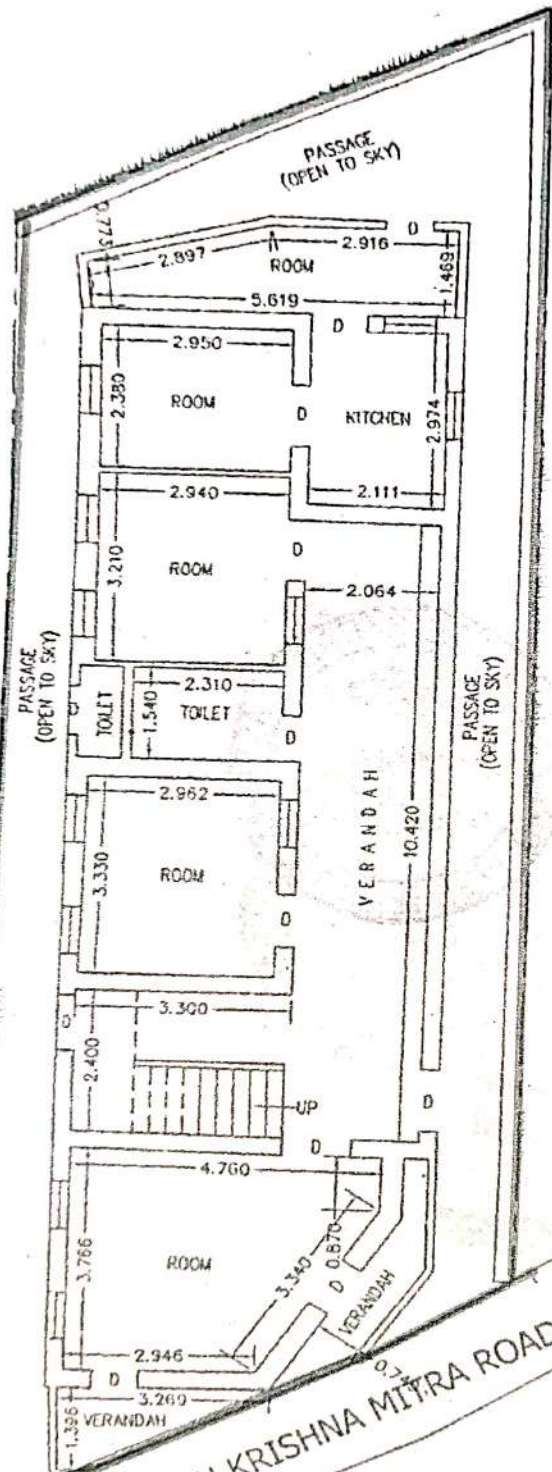 PASSAGE
(OPEN TO SKY)
D
2.897
2.916
ROOM
1.469
5.619
D
2.950
2.380
ROOM
D
KITCHEN
2.974
2.940
2.111
D
3.210
ROOM
2.064
PASSAGE
(OPEN TO SKY)
D
TOILET
2.310
TOILET
1.540
D
PASSAGE
(OPEN TO SKY)
VERANDAH
10.420
2.962
3.330
ROOM
D
3.300
D
2.400
UP
D
D
4.760
3.766
ROOM
3.340
0.870
D
VERANDAH
2.946
D
3.269
1.396
VERANDAH
KRISHNA MITRA ROAD